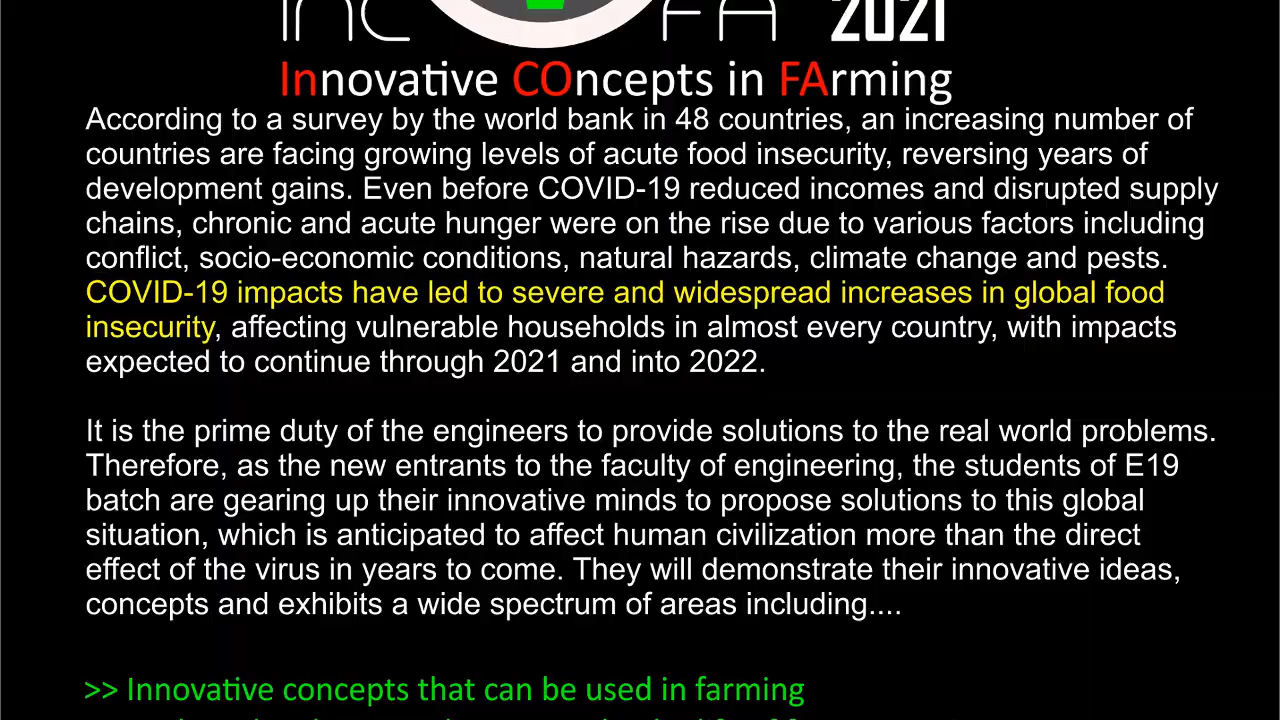 INC FA 2021
Innovative COncepts in FArming
According to a survey by the world bank in 48 countries, an increasing number of
countries are facing growing levels of acute food insecurity, reversing years of
development gains. Even before COVID-19 reduced incomes and disrupted supply
chains, chronic and acute hunger were on the rise due to various factors including
conflict, socio-economic conditions, natural hazards, climate change and pests.
COVID-19 impacts have led to severe and widespread increases in global food
insecurity, affecting vulnerable households in almost every country, with impacts
expected to continue through 2021 and into 2022.
It is the prime duty of the engineers to provide solutions to the real world problems.
Therefore, as the new entrants to the faculty of engineering, the students of E19
batch are gearing up their innovative minds to propose solutions to this global
situation, which is anticipated to affect human civilization more than the direct
effect of the virus in years to come. They will demonstrate their innovative ideas,
concepts and exhibits a wide spectrum of areas including....
>> Innovative concepts that can be used in farming